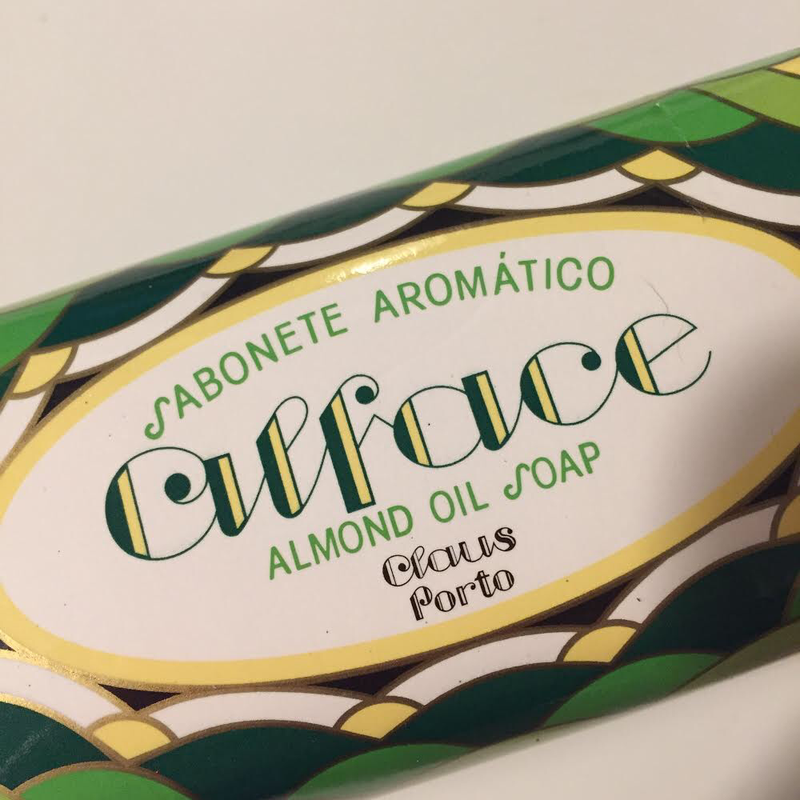 SABONETE AROMÁTICO
alface
ALMOND OIL SOAP
Claus
Porto